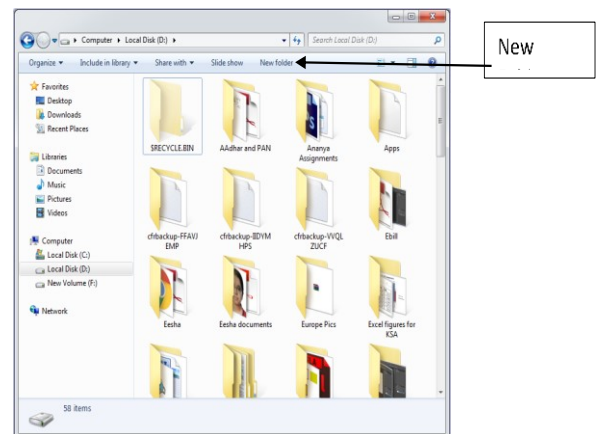 Computer ▸ Local Disk (D:) ▸ Search Local Disk (D:)
Organize Include in library Share with Slide show New folder
New
Favorites
Desktop
Downloads
Recent Places
Libraries
Documents
Music
Pictures
Videos
Computer
Local Disk (C:)
Local Disk (D:)
New Volume (F:)
Network
$RECYCLE.BIN
AAdhar and PAN
Ananya
Assignments
Apps
cfrbackup-FFAVJ
EMP
cfrbackup-IIDYM
HPS
cfrbackup-VVQL
ZUCF
Ebill
Eesha
Eesha documents
Europe Pics
Excel figures for
KSA
58 items